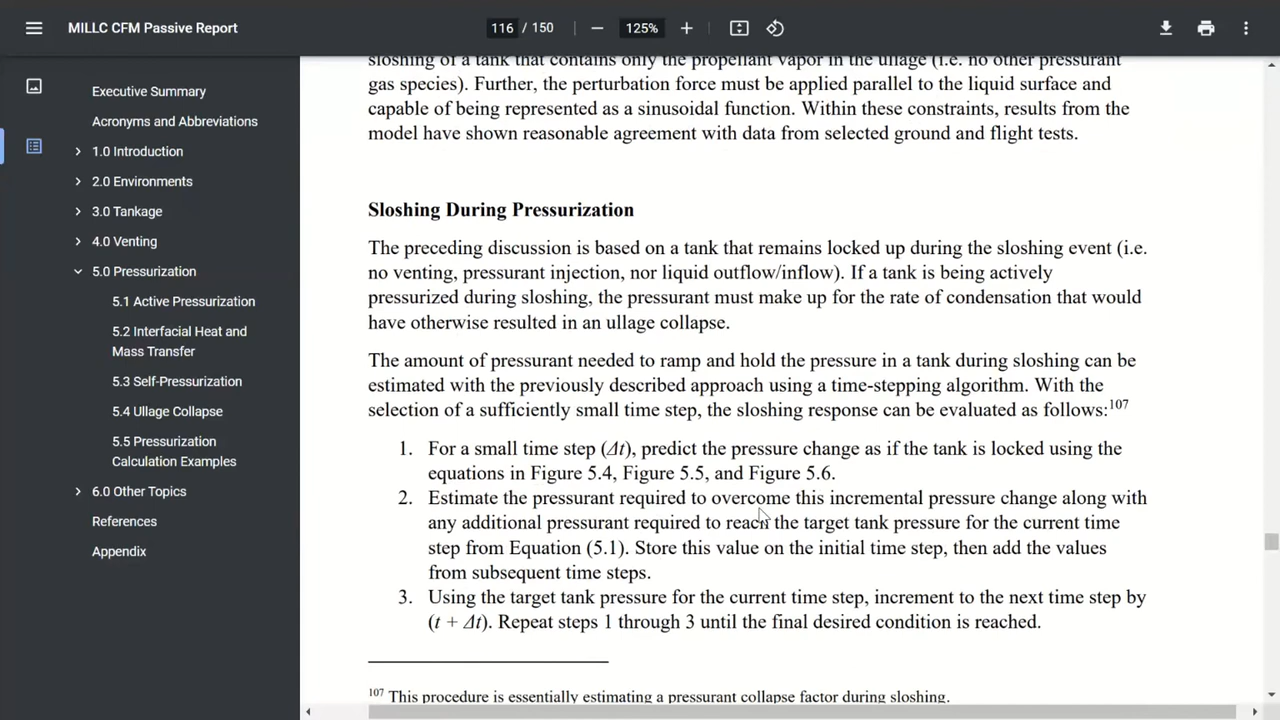 MILLC CFM Passive Report
116 / 150
125%
Executive Summary
Acronyms and Abbreviations
1.0 Introduction
2.0 Environments
3.0 Tankage
4.0 Venting
5.0 Pressurization
5.1 Active Pressurization
5.2 Interfacial Heat and
Mass Transfer
5.3 Self-Pressurization
5.4 Ullage Collapse
5.5 Pressurization
Calculation Examples
6.0 Other Topics
References
Appendix
sloshing of a tank that contains only the propellant vapor in the ullage (i.e. no other pressurant
gas species). Further, the perturbation force must be applied parallel to the liquid surface and
capable of being represented as a sinusoidal function. Within these constraints, results from the
model have shown reasonable agreement with data from selected ground and flight tests.
Sloshing During Pressurization
The preceding discussion is based on a tank that remains locked up during the sloshing event (i.e.
no venting, pressurant injection, nor liquid outflow/inflow). If a tank is being actively
pressurized during sloshing, the pressurant must make up for the rate of condensation that would
have otherwise resulted in an ullage collapse.
The amount of pressurant needed to ramp and hold the pressure in a tank during sloshing can be
estimated with the previously described approach using a time-stepping algorithm. With the
selection of a sufficiently small time step, the sloshing response can be evaluated as follows:107
1. For a small time step (Δt), predict the pressure change as if the tank is locked using the
equations in Figure 5.4, Figure 5.5, and Figure 5.6.
2. Estimate the pressurant required to overcome this incremental pressure change along with
any additional pressurant required to reach the target tank pressure for the current time
step from Equation (5.1). Store this value on the initial time step, then add the values
from subsequent time steps.
3. Using the target tank pressure for the current time step, increment to the next time step by
(t + Δt). Repeat steps 1 through 3 until the final desired condition is reached.
107 This procedure is essentially estimating a pressurant collapse factor during sloshing.